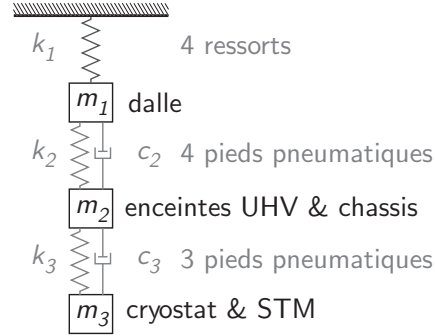 k1 4 ressorts
m1 dalle
k2 c2 4 pieds pneumatiques
m2 enceintes UHV & chassis
k3 c3 3 pieds pneumatiques
m3 cryostat & STM